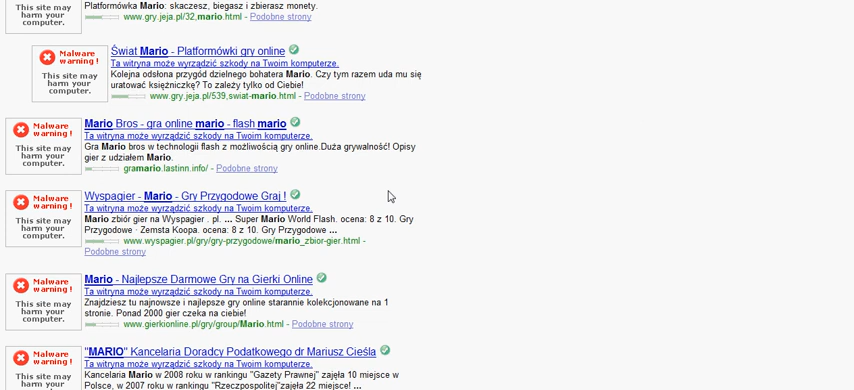 Platformówka Mario: skaczesz, biegasz i zbierasz monety.
This site may harm your computer.
www.gry.jeja.pl/32,mario.html - Podobne strony
Malware warning !
This site may harm your computer.
Świat Mario - Platformówki gry online
Ta witryna może wyrządzić szkody na Twoim komputerze.
Kolejna odsłona przygód dzielnego bohatera Mario. Czy tym razem uda mu się
uratować księżniczkę? To zależy tylko od Ciebie!
www.gry.jeja.pl/539,swiat-mario.html - Podobne strony
Malware warning !
This site may harm your computer.
Mario Bros - gra online mario - flash mario
Ta witryna może wyrządzić szkody na Twoim komputerze.
Gra Mario bros w technologii flash z możliwością gry online.Duża grywalność! Opisy
gier z udziałem Mario.
gramario.lastinn.info/ - Podobne strony
Malware warning !
This site may harm your computer.
Wyspagier - Mario - Gry Przygodowe Graj !
Ta witryna może wyrządzić szkody na Twoim komputerze.
Mario zbiór gier na Wyspagier . pl. ... Super Mario World Flash. ocena: 8 z 10. Gry
Przygodowe · Zemsta Koopa. ocena: 8 z 10. Gry Przygodowe ...
www.wyspagier.pl/gry/gry-przygodowe/mario_zbior-gier.html -
Podobne strony
Malware warning !
This site may harm your computer.
Mario - Najlepsze Darmowe Gry na Gierki Online
Ta witryna może wyrządzić szkody na Twoim komputerze.
Znajdziesz tu najnowsze i najlepsze gry online starannie kolekcjonowane na 1
stronie. Ponad 2000 gier czeka na ciebie!
www.gierkionline.pl/gry/group/Mario.html - Podobne strony
Malware warning !
This site may harm your computer.
"MARIO" Kancelaria Doradcy Podatkowego dr Mariusz Cieśla
Ta witryna może wyrządzić szkody na Twoim komputerze.
Kancelaria Mario w 2008 roku w rankingu "Gazety Prawnej" zajęła 10 miejsce w
Polsce, w 2007 roku w rankingu "Rzeczzpospolitej"zajęła 22 miejsce! ...